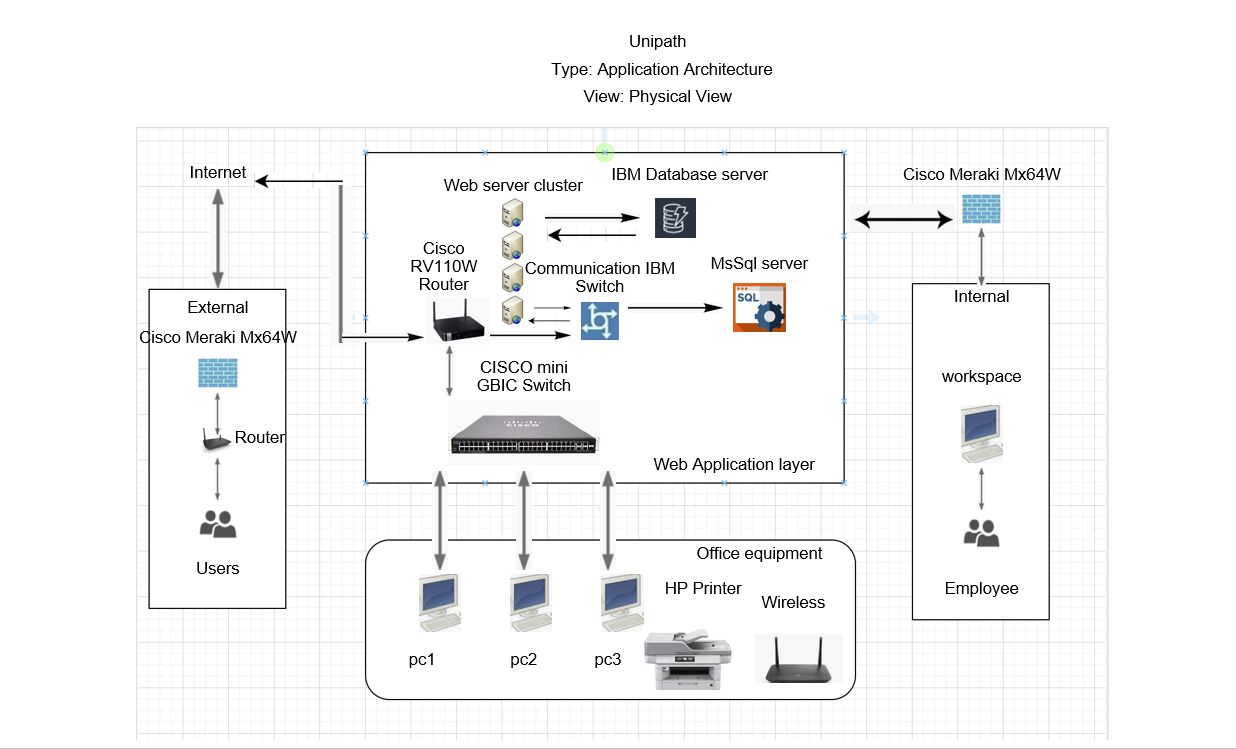 Unipath
Type: Application Architecture
View: Physical View
Internet
Web server cluster
IBM Database server
Cisco Meraki Mx64W
Cisco
RV110W
Router
Communication IBM
Switch
MsSql server
SQL
External
Cisco Meraki Mx64W
Internal
CISCO mini
GBIC Switch
cisco
workspace
Router
Web Application layer
Users
Office equipment
HP Printer
Wireless
Employee
pc1
pc2
pc3